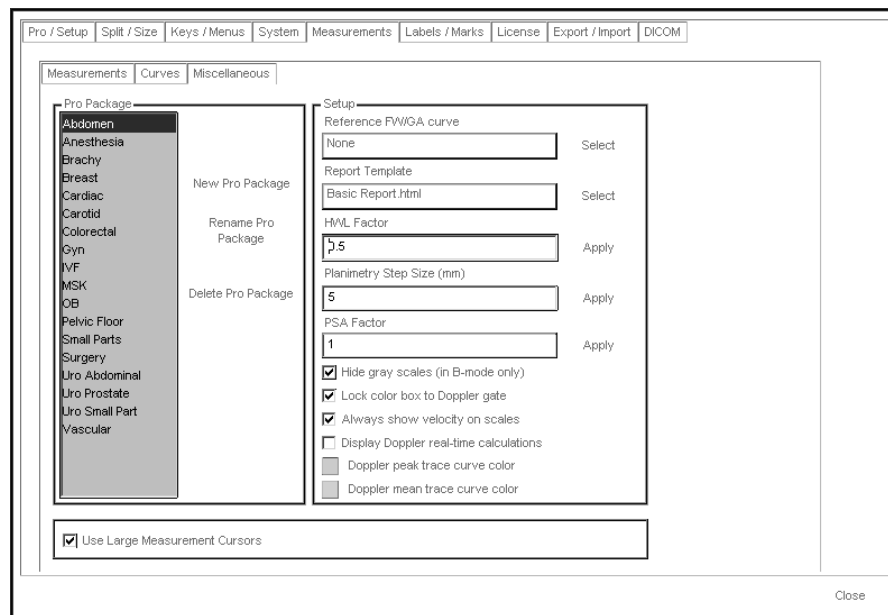 Pro / Setup Split / Size Keys / Menus System Measurements Labels / Marks License Export / Import DICOM
Measurements Curves Miscellaneous
Pro Package
Abdomen
Anesthesia
Brachy
Breast
Cardiac
Carotid
Colorectal
Gyn
IVF
MSK
OB
Pelvic Floor
Small Parts
Surgery
Uro Abdominal
Uro Prostate
Uro Small Part
Vascular
New Pro Package
Rename Pro
Package
Delete Pro Package
Setup
Reference FW/GA curve
None Select
Report Template
Basic Report.html Select
HWL Factor
0.5 Apply
Planimetry Step Size (mm)
5 Apply
PSA Factor
1 Apply
Hide gray scales (in B-mode only)
Lock color box to Doppler gate
Always show velocity on scales
Display Doppler real-time calculations
Doppler peak trace curve color
Doppler mean trace curve color
Use Large Measurement Cursors
Close